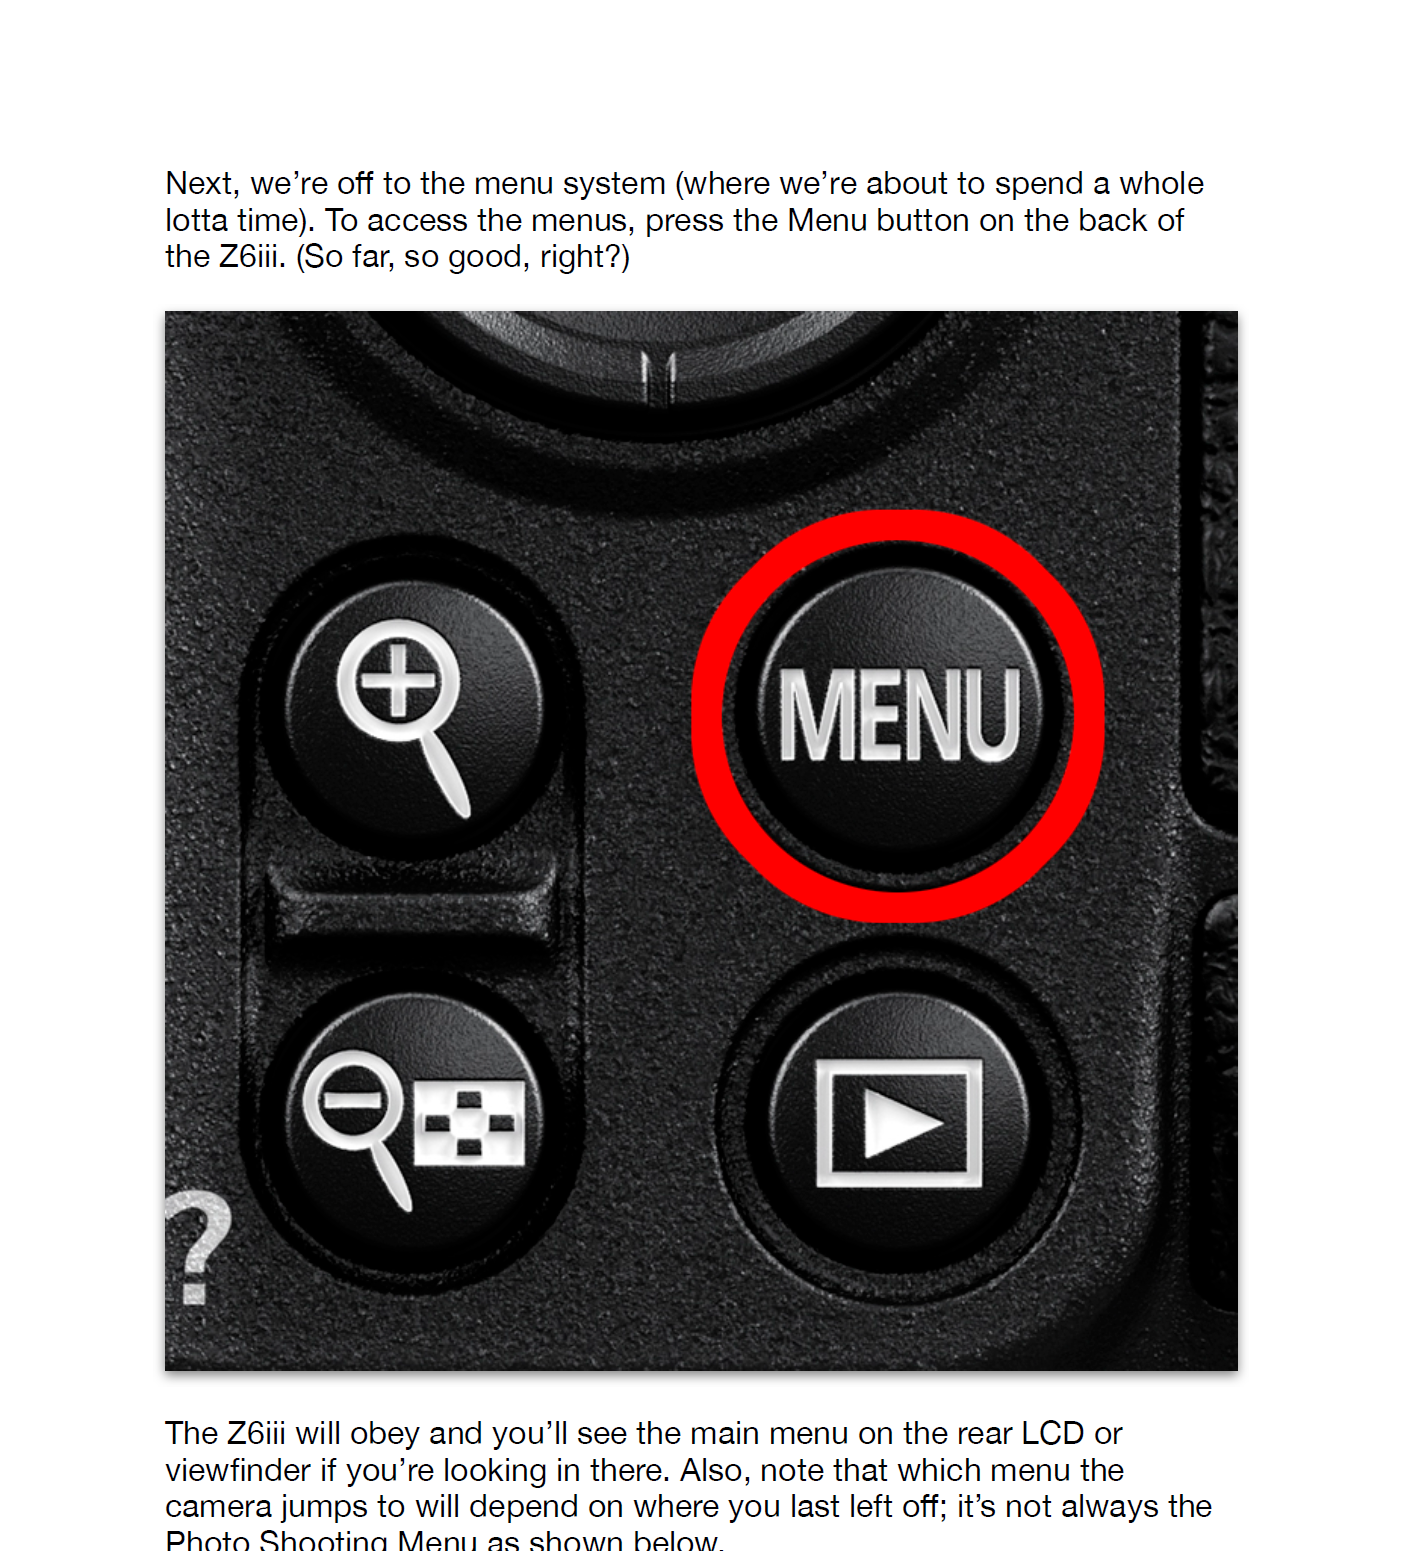 Next, we’re off to the menu system (where we’re about to spend a whole
lotta time). To access the menus, press the Menu button on the back of
the Z6iii. (So far, so good, right?)
MENU
?
The Z6iii will obey and you’ll see the main menu on the rear LCD or
viewfinder if you’re looking in there. Also, note that which menu the
camera jumps to will depend on where you last left off; it’s not always the
Photo Shooting Menu as shown below.